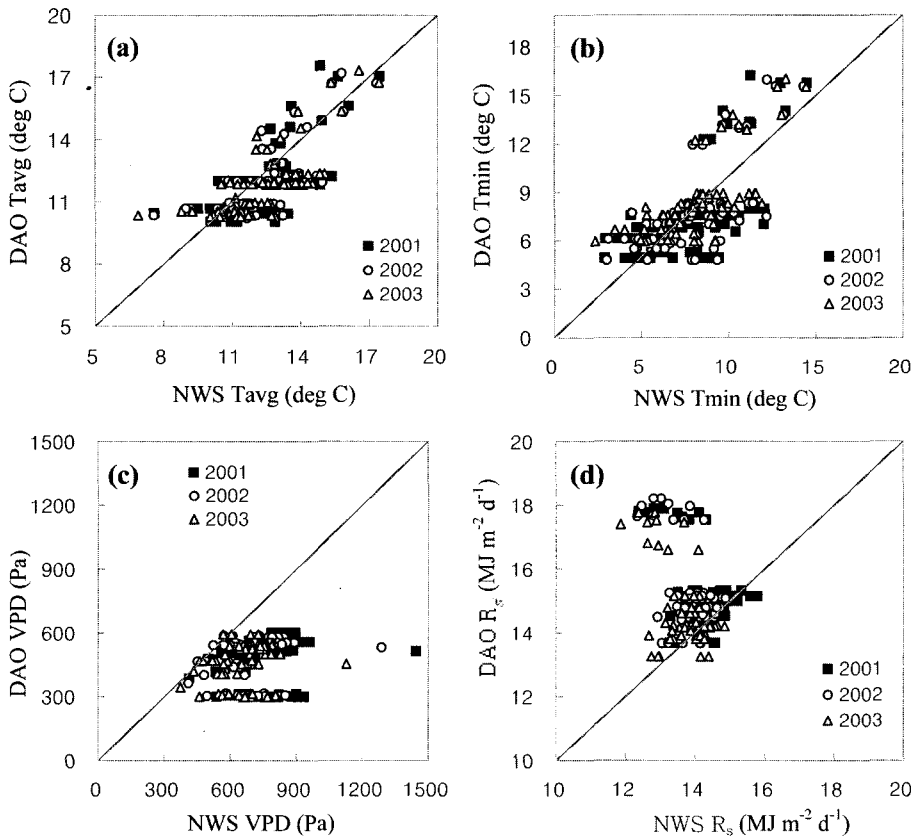 (a)
DAO Tavg (deg C)
20
17
14
11
8
5
2001
2002
2003
5 8 11 14 17 20
NWS Tavg (deg C)
(b)
DAO Tmin (deg C)
18
15
12
9
6
3
0
2001
2002
2003
0 5 10 15 20
NWS Tmin (deg C)
(c)
DAO VPD (Pa)
1500
1200
900
600
300
0
2001
2002
2003
0 300 600 900 1200 1500
NWS VPD (Pa)
(d)
DAO Rs (MJ m-2 d-1)
20
18
16
14
12
10
2001
2002
2003
10 12 14 16 18 20
NWS Rs (MJ m-2 d-1)